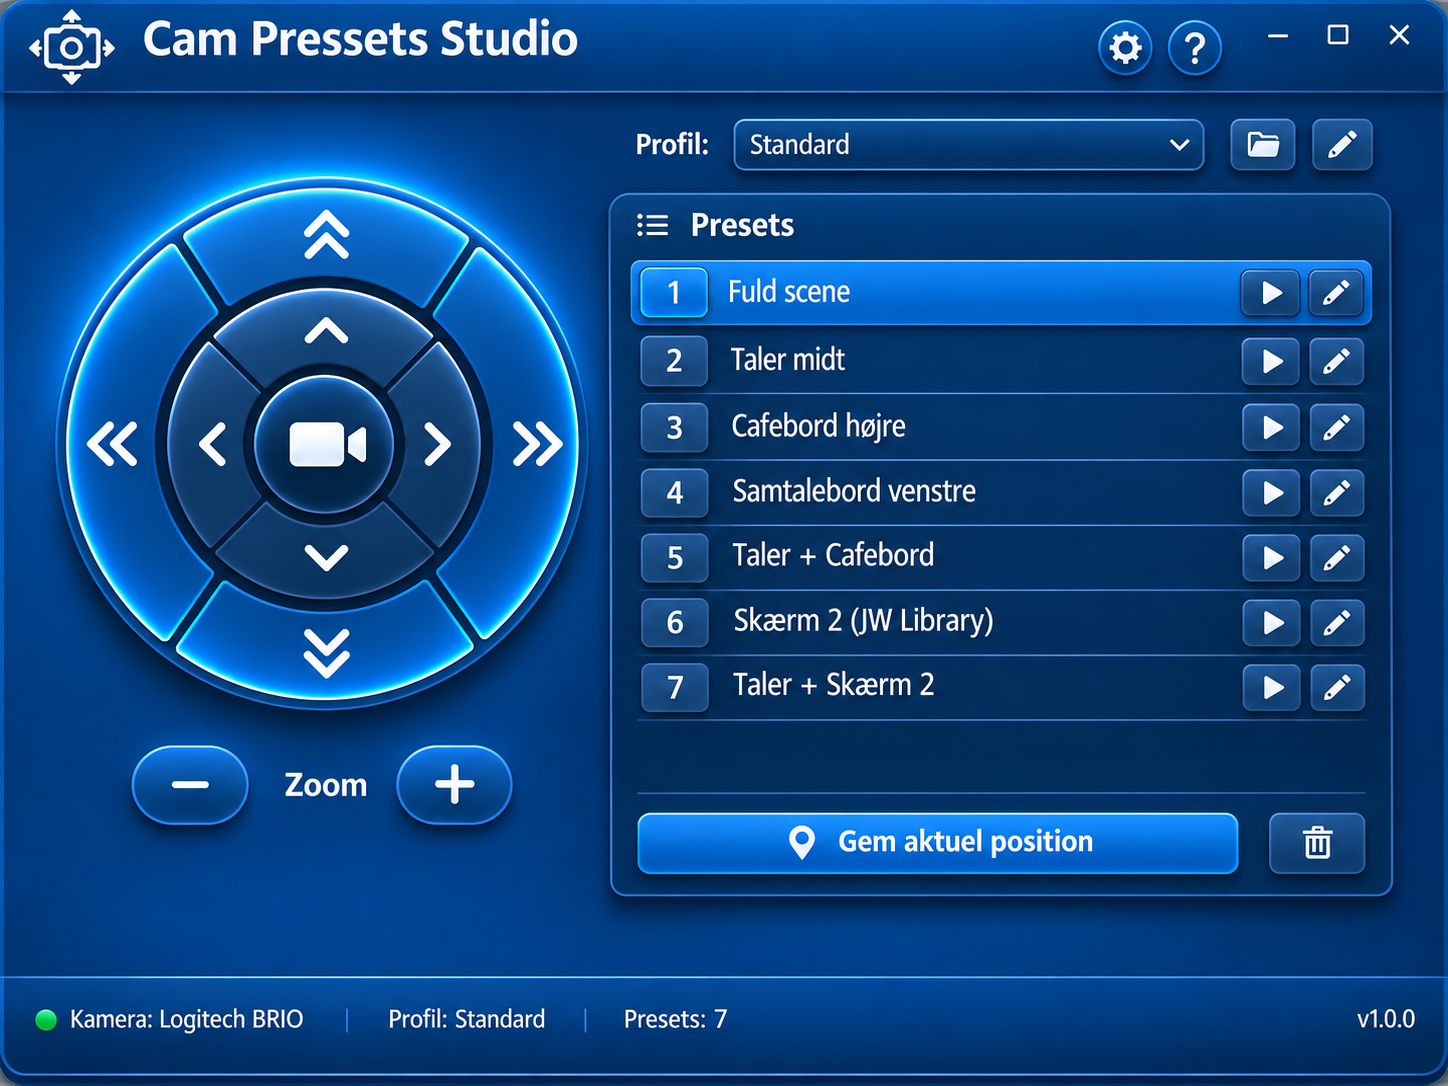 Cam Pressets Studio
?
Profil: Standard
Presets
1 Fuld scene
2 Taler midt
3 Cafebord højre
4 Samtalebord venstre
5 Taler + Cafebord
6 Skærm 2 (JW Library)
7 Taler + Skærm 2
Zoom
Gem aktuel position
Kamera: Logitech BRIO | Profil: Standard | Presets: 7 v1.0.0